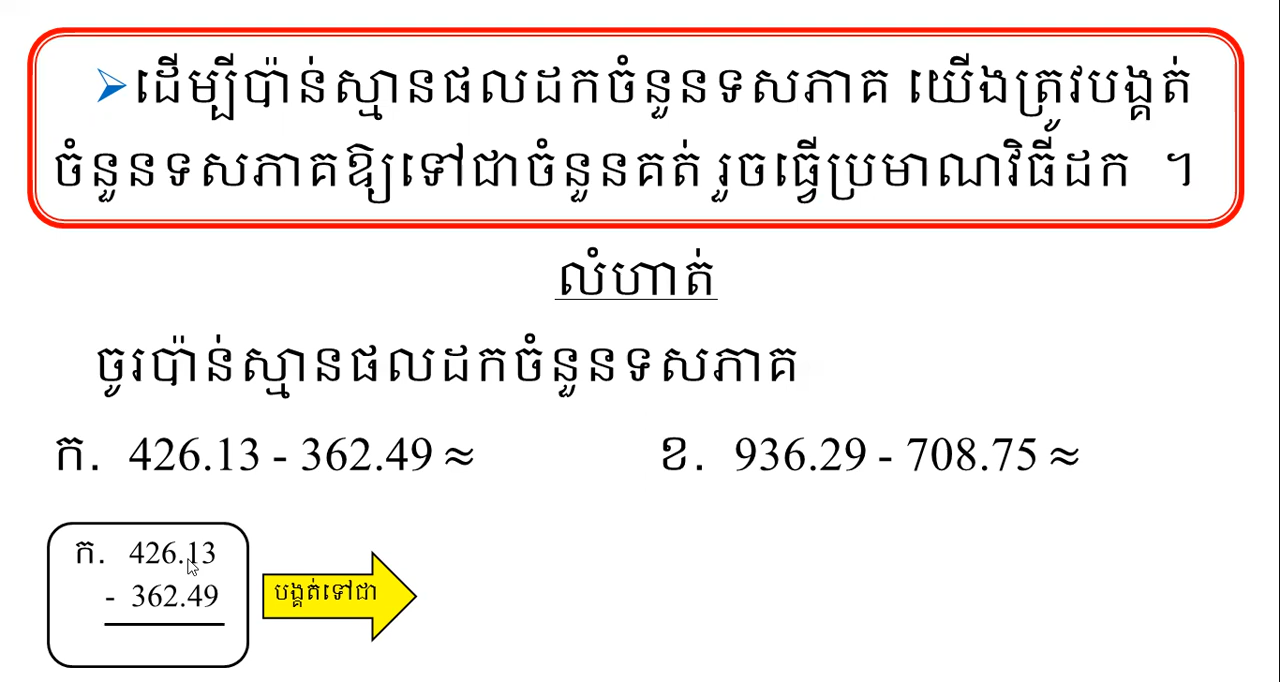 ➢ដើម្បីប៉ាន់ស្មានផលដកចំនួនទសភាគ យើងត្រូវបង្គត់
ចំនួនទសភាគឱ្យទៅជាចំនួនគត់ រួចធ្វើប្រមាណវិធីដក ។
លំហាត់
ចូរប៉ាន់ស្មានផលដកចំនួនទសភាគ
ក. 426.13 - 362.49 ≈ ខ. 936.29 - 708.75 ≈
ក. 426.13
- 362.49
បង្គត់ទៅជា